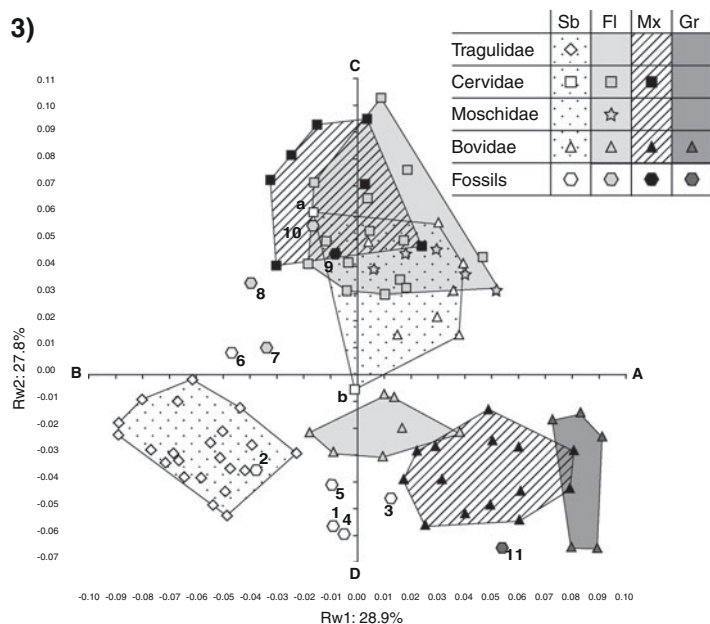 3)
Sb Fl Mx Gr
Tragulidae
Cervidae
Moschidae
Bovidae
Fossils
C
0.11
0.10
0.09
0.08
0.07
0.06
0.05
0.04
0.03
0.02
0.01
0.00
-0.01
-0.02
-0.03
-0.04
-0.05
-0.06
-0.07
Rw2: 27.8%
a
10
9
8
7
6
B
A
b
2
5
3
1
4
11
D
-0.10 -0.09 -0.08 -0.07 -0.06 -0.05 -0.04 -0.03 -0.02 -0.01 0.00 0.01 0.02 0.03 0.04 0.05 0.06 0.07 0.08 0.09 0.10
Rw1: 28.9%